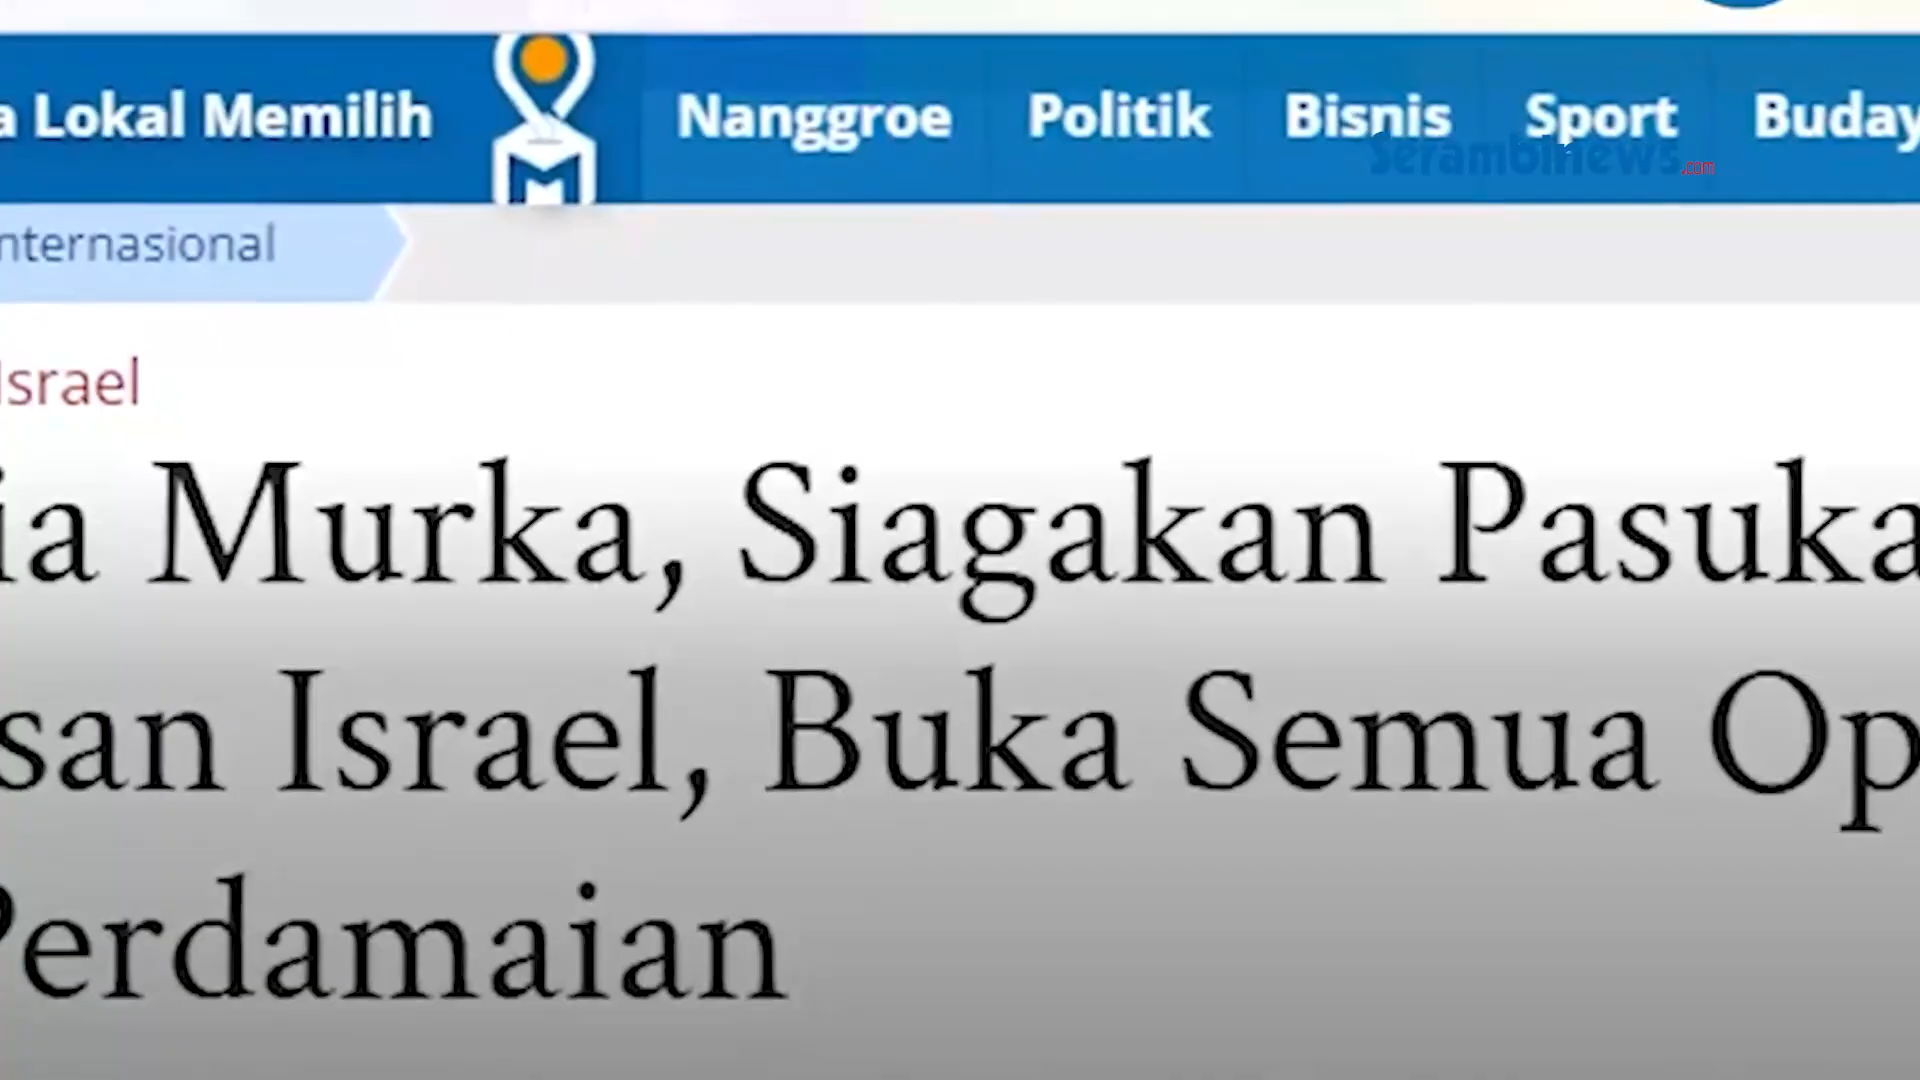 a Lokal Memilih Nanggroe Politik Bisnis Sport Buday
Serambinews.com
nternasional
Israel
ia Murka, Siagakan Pasuka
san Israel, Buka Semua Op
Perdamaian